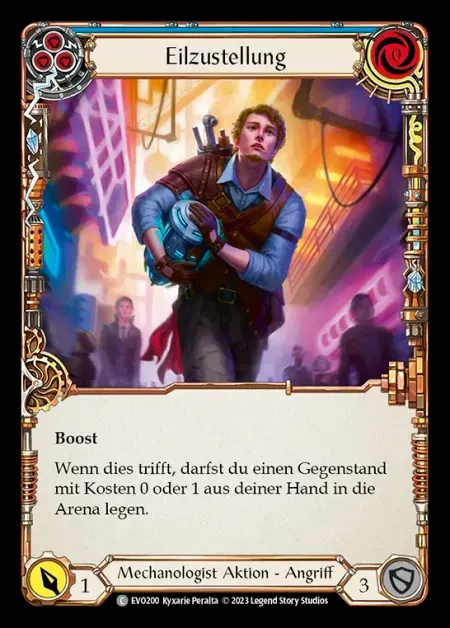 Eilzustellung
0
Boost
Wenn dies trifft, darfst du einen Gegenstand
mit Kosten 0 oder 1 aus deiner Hand in die
Arena legen.
1
Mechanologist Aktion - Angriff
3
C EVO200 Kyxarie Peralta © 2023 Legend Story Studios